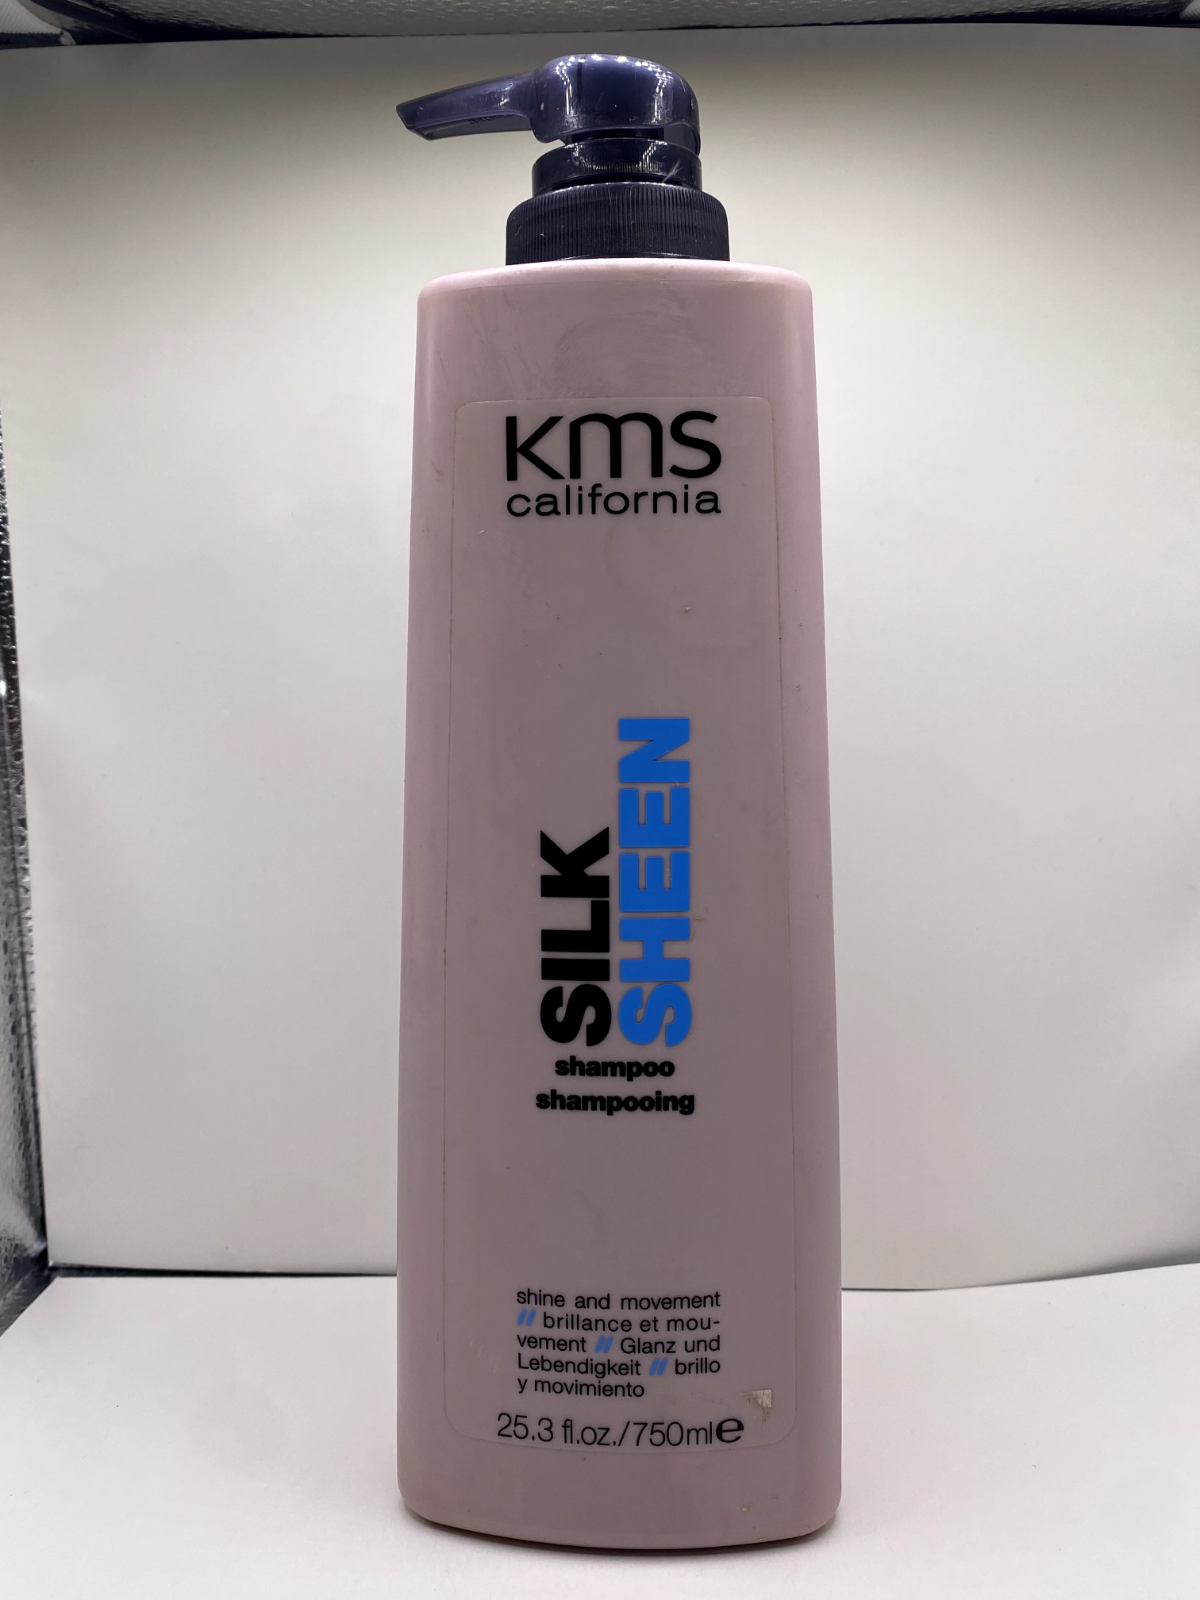 kms
california
SILK
SHEEN
shampoo
shampooing
shine and movement
// brillance et mou-
vement // Glanz und
Lebendigkeit // brillo
y movimiento
25.3 fl.oz./750ml e